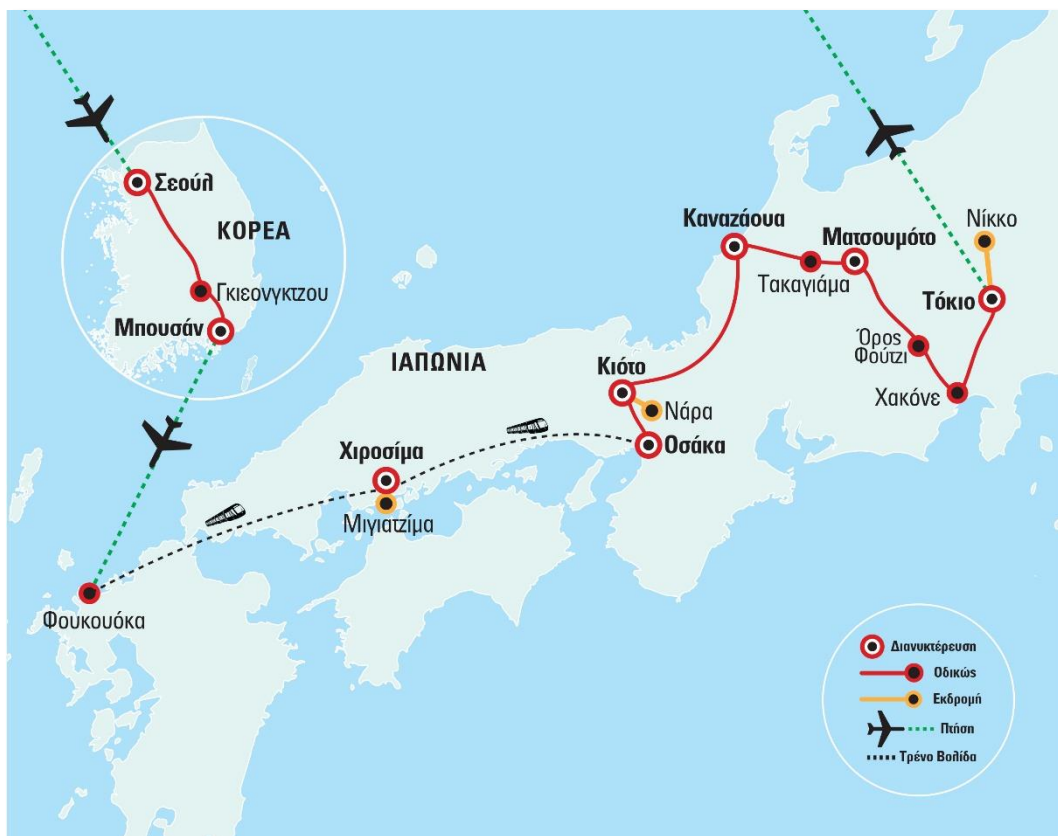 Σεούλ
ΚΟΡΕΑ
Γκιεονγκτζου
Μπουσάν
Καναζάουα
Ματσουμότο
Νίκκο
Τακαγιάμα
Τόκιο
Όρος
Φούτζι
Χακόνε
ΙΑΠΩΝΙΑ
Κιότο
Νάρα
Οσάκα
Χιροσίμα
Μιγιατζίμα
Φουκουόκα
Διανυκτέρευση
Οδικώς
Εκδρομή
Πτήση
Τρένο Βολίδα